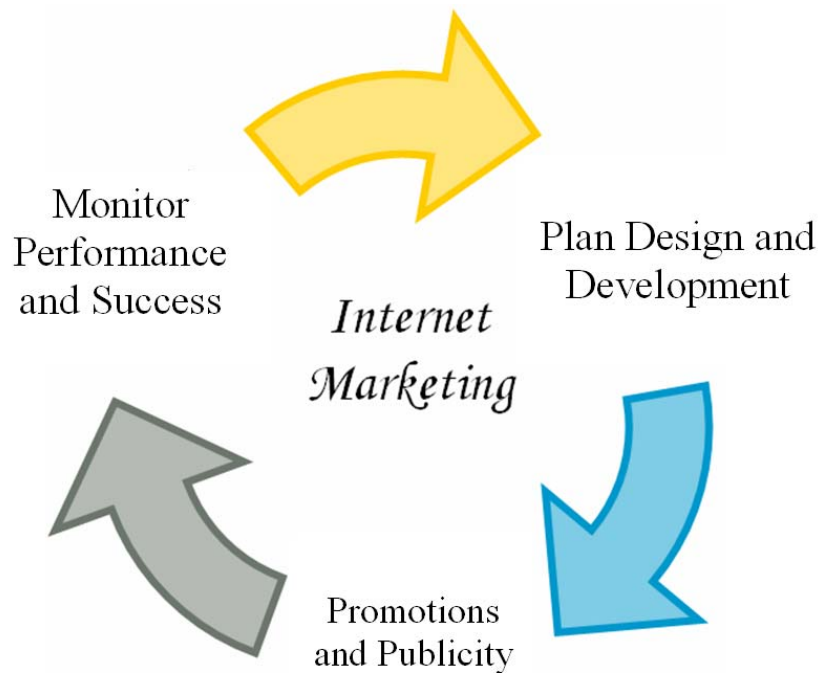 Monitor
Performance
and Success
Plan Design and
Development
Internet
Marketing
Promotions
and Publicity